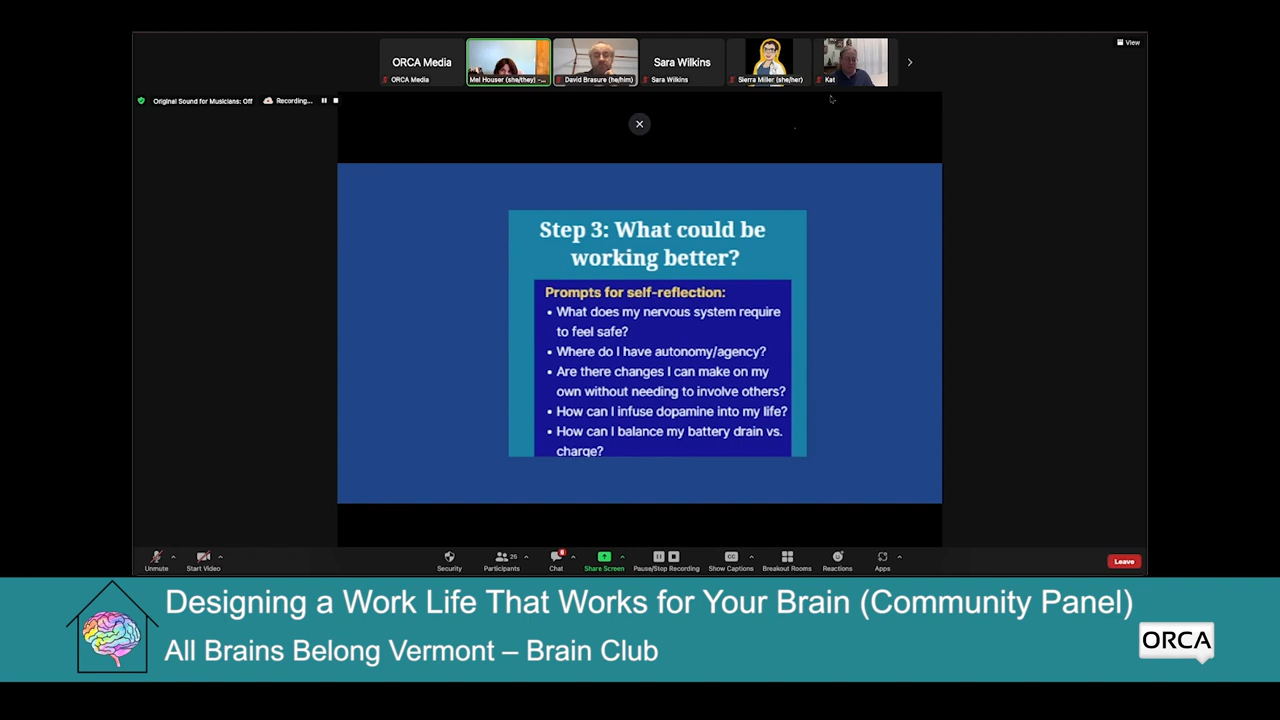 View
ORCA Media
Sara Wilkins
ORCA Media
Mel Houser (she/they) –...
David Brasure (he/him)
Sara Wilkins
Sierra Miller (she/her)
Kat
Original Sound for Musicians: Off
Recording...
Step 3: What could be
working better?
Prompts for self-reflection:
• What does my nervous system require
to feel safe?
• Where do I have autonomy/agency?
• Are there changes I can make on my
own without needing to involve others?
• How can I infuse dopamine into my life?
• How can I balance my battery drain vs.
charge?
Unmute
Start Video
Security
Participants
26
Chat
8
Share Screen
Pause/Stop Recording
CC
Show Captions
Breakout Rooms
Reactions
Apps
Leave
Designing a Work Life That Works for Your Brain (Community Panel)
All Brains Belong Vermont – Brain Club
ORCA